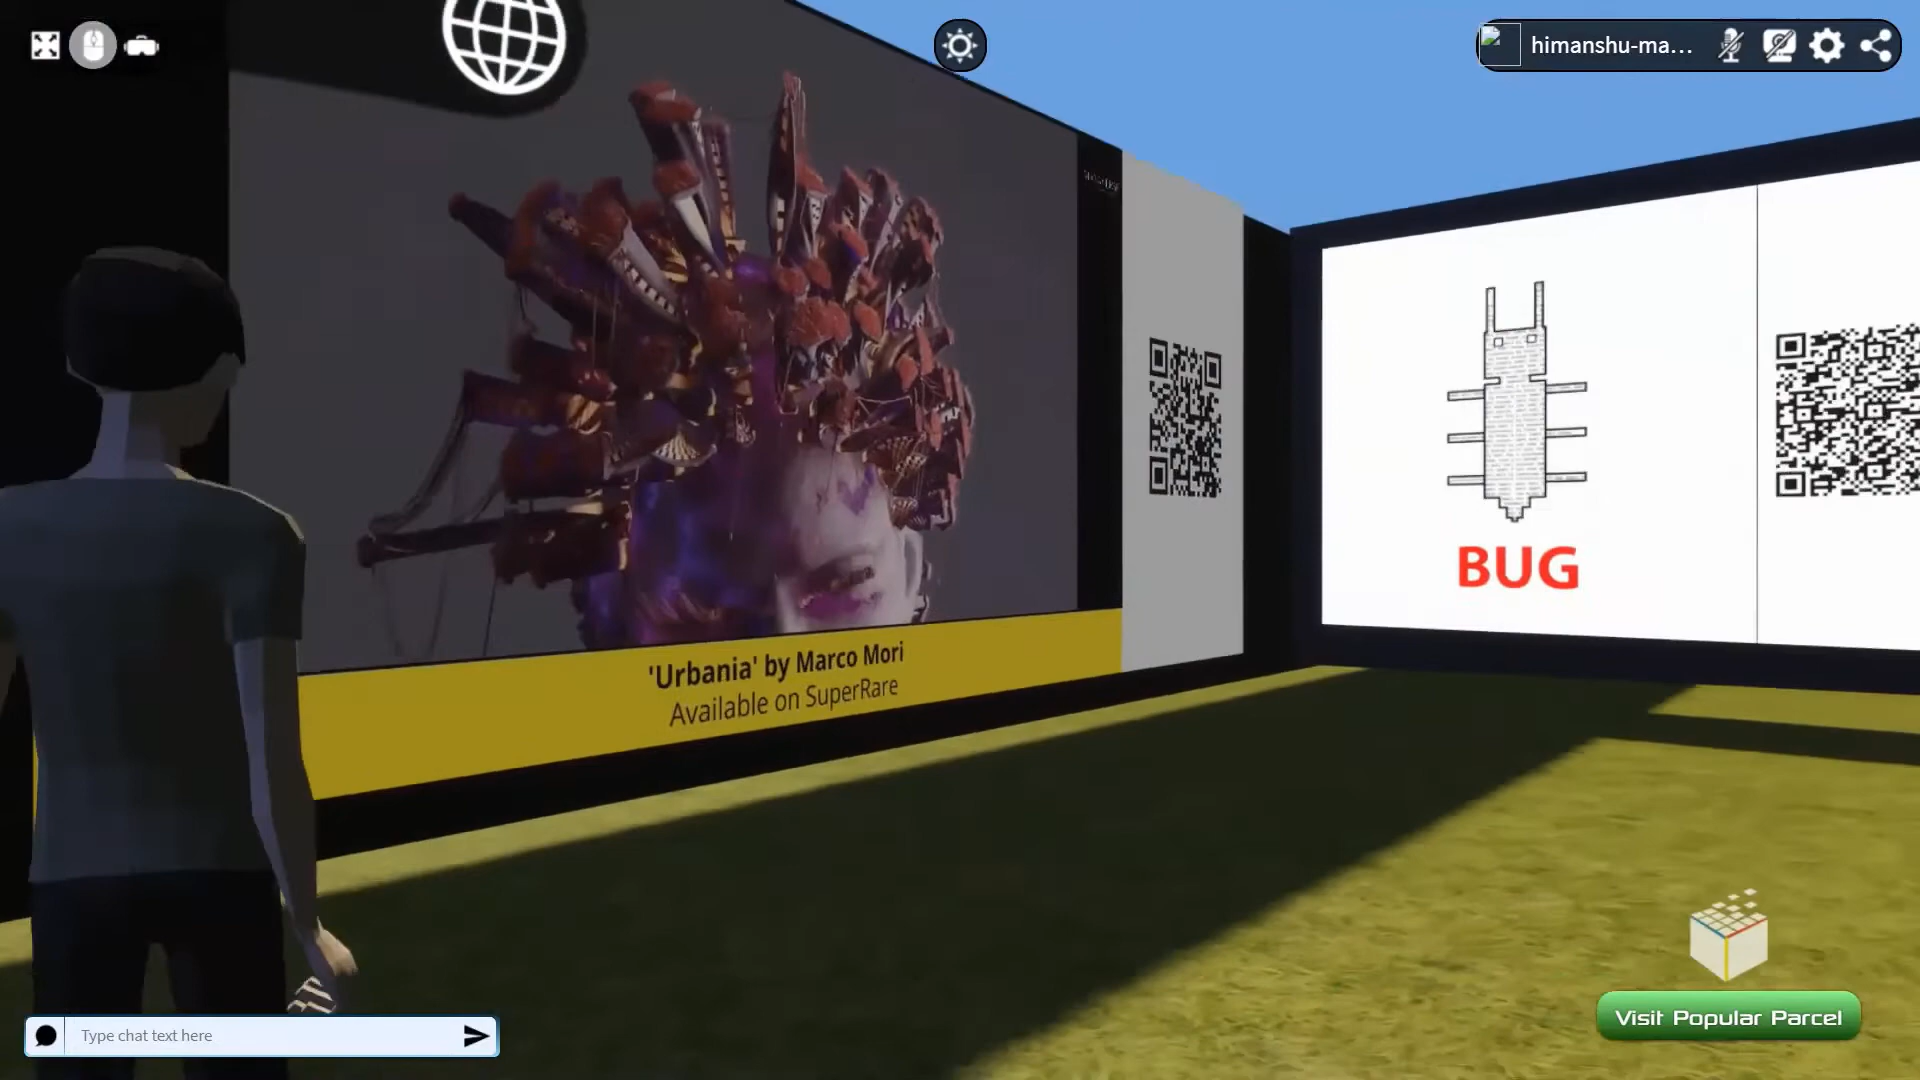 himanshu-ma...
'Urbania' by Marco Mori
Available on SuperRare
BUG
Type chat text here
Visit Popular Parcel